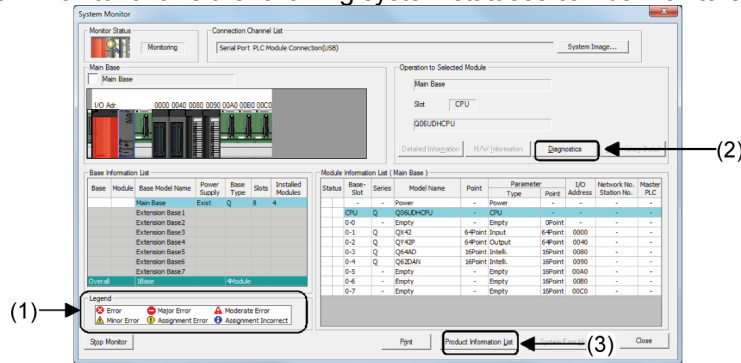 System Monitor
Monitor Status
Connection Channel List
Monitoring
Serial Port PLC Module Connection(USB)
System Image...
Main Base
Operation to Selected Module
Main Base
Main Base
I/O Adr. 0000 0040 0080 0090 00A0 00B0 00C0
Slot CPU
Q06UDHCPU
Detailed Information H/W Information Diagnostics
(2)
Base Information List
Module Information List ( Main Base )
Base Module Base Model Name Power Supply Base Type Slots Installed Modules
Main Base Exist Q 8 4
Extension Base1
Extension Base2
Extension Base3
Extension Base4
Extension Base5
Extension Base6
Extension Base7
Overall 1Base 4Module
Status Base-Slot Series Model Name Point Parameter Type Point I/O Address Network No. Station No. Master PLC
- - Power - Power - - - -
CPU Q Q06UDHCPU - CPU - - - -
0-0 - Empty - Empty 0Point - - -
0-1 Q QX42 64Point Input 64Point 0000 - -
0-2 Q QY42P 64Point Output 64Point 0040 - -
0-3 Q Q64AD 16Point Intelli. 16Point 0080 - -
0-4 Q Q62DAN 16Point Intelli. 16Point 0090 - -
0-5 - Empty - Empty 16Point 00A0 - -
0-6 - Empty - Empty 16Point 00B0 - -
0-7 - Empty - Empty 16Point 00C0 - -
(1)
Legend
Error Major Error Moderate Error
Minor Error Assignment Error Assignment Incorrect
Stop Monitor
Print
Product Information List
(3)
Close